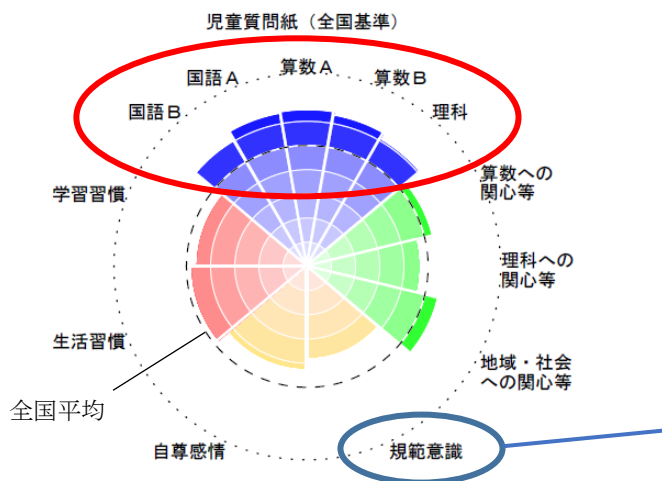 児童質問紙（全国基準）
算数A
国語A
算数B
国語B
理科
学習習慣
算数への
関心等
理科への
関心等
生活習慣
地域・社会
への関心等
全国平均
自尊感情
規範意識